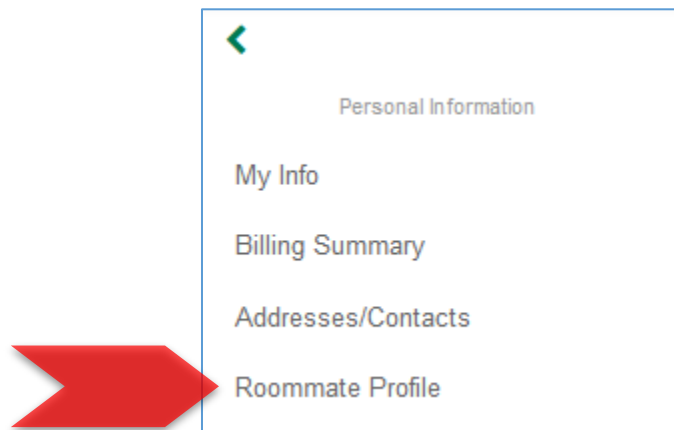 Personal Information
My Info
Billing Summary
Addresses/Contacts
Roommate Profile